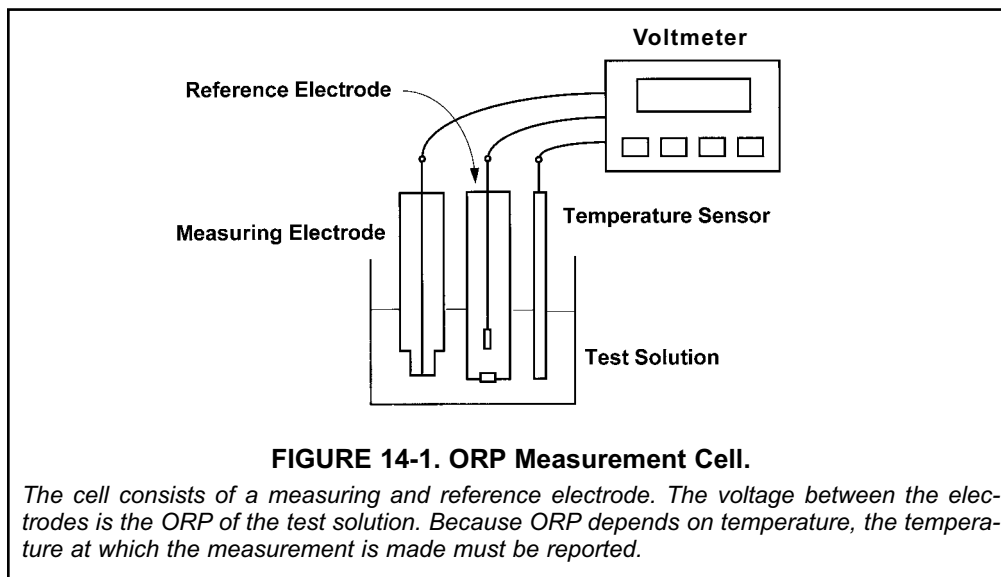 Voltmeter
Reference Electrode
Measuring Electrode
Temperature Sensor
Test Solution
FIGURE 14-1. ORP Measurement Cell.
The cell consists of a measuring and reference electrode. The voltage between the elec-
trodes is the ORP of the test solution. Because ORP depends on temperature, the tempera-
ture at which the measurement is made must be reported.